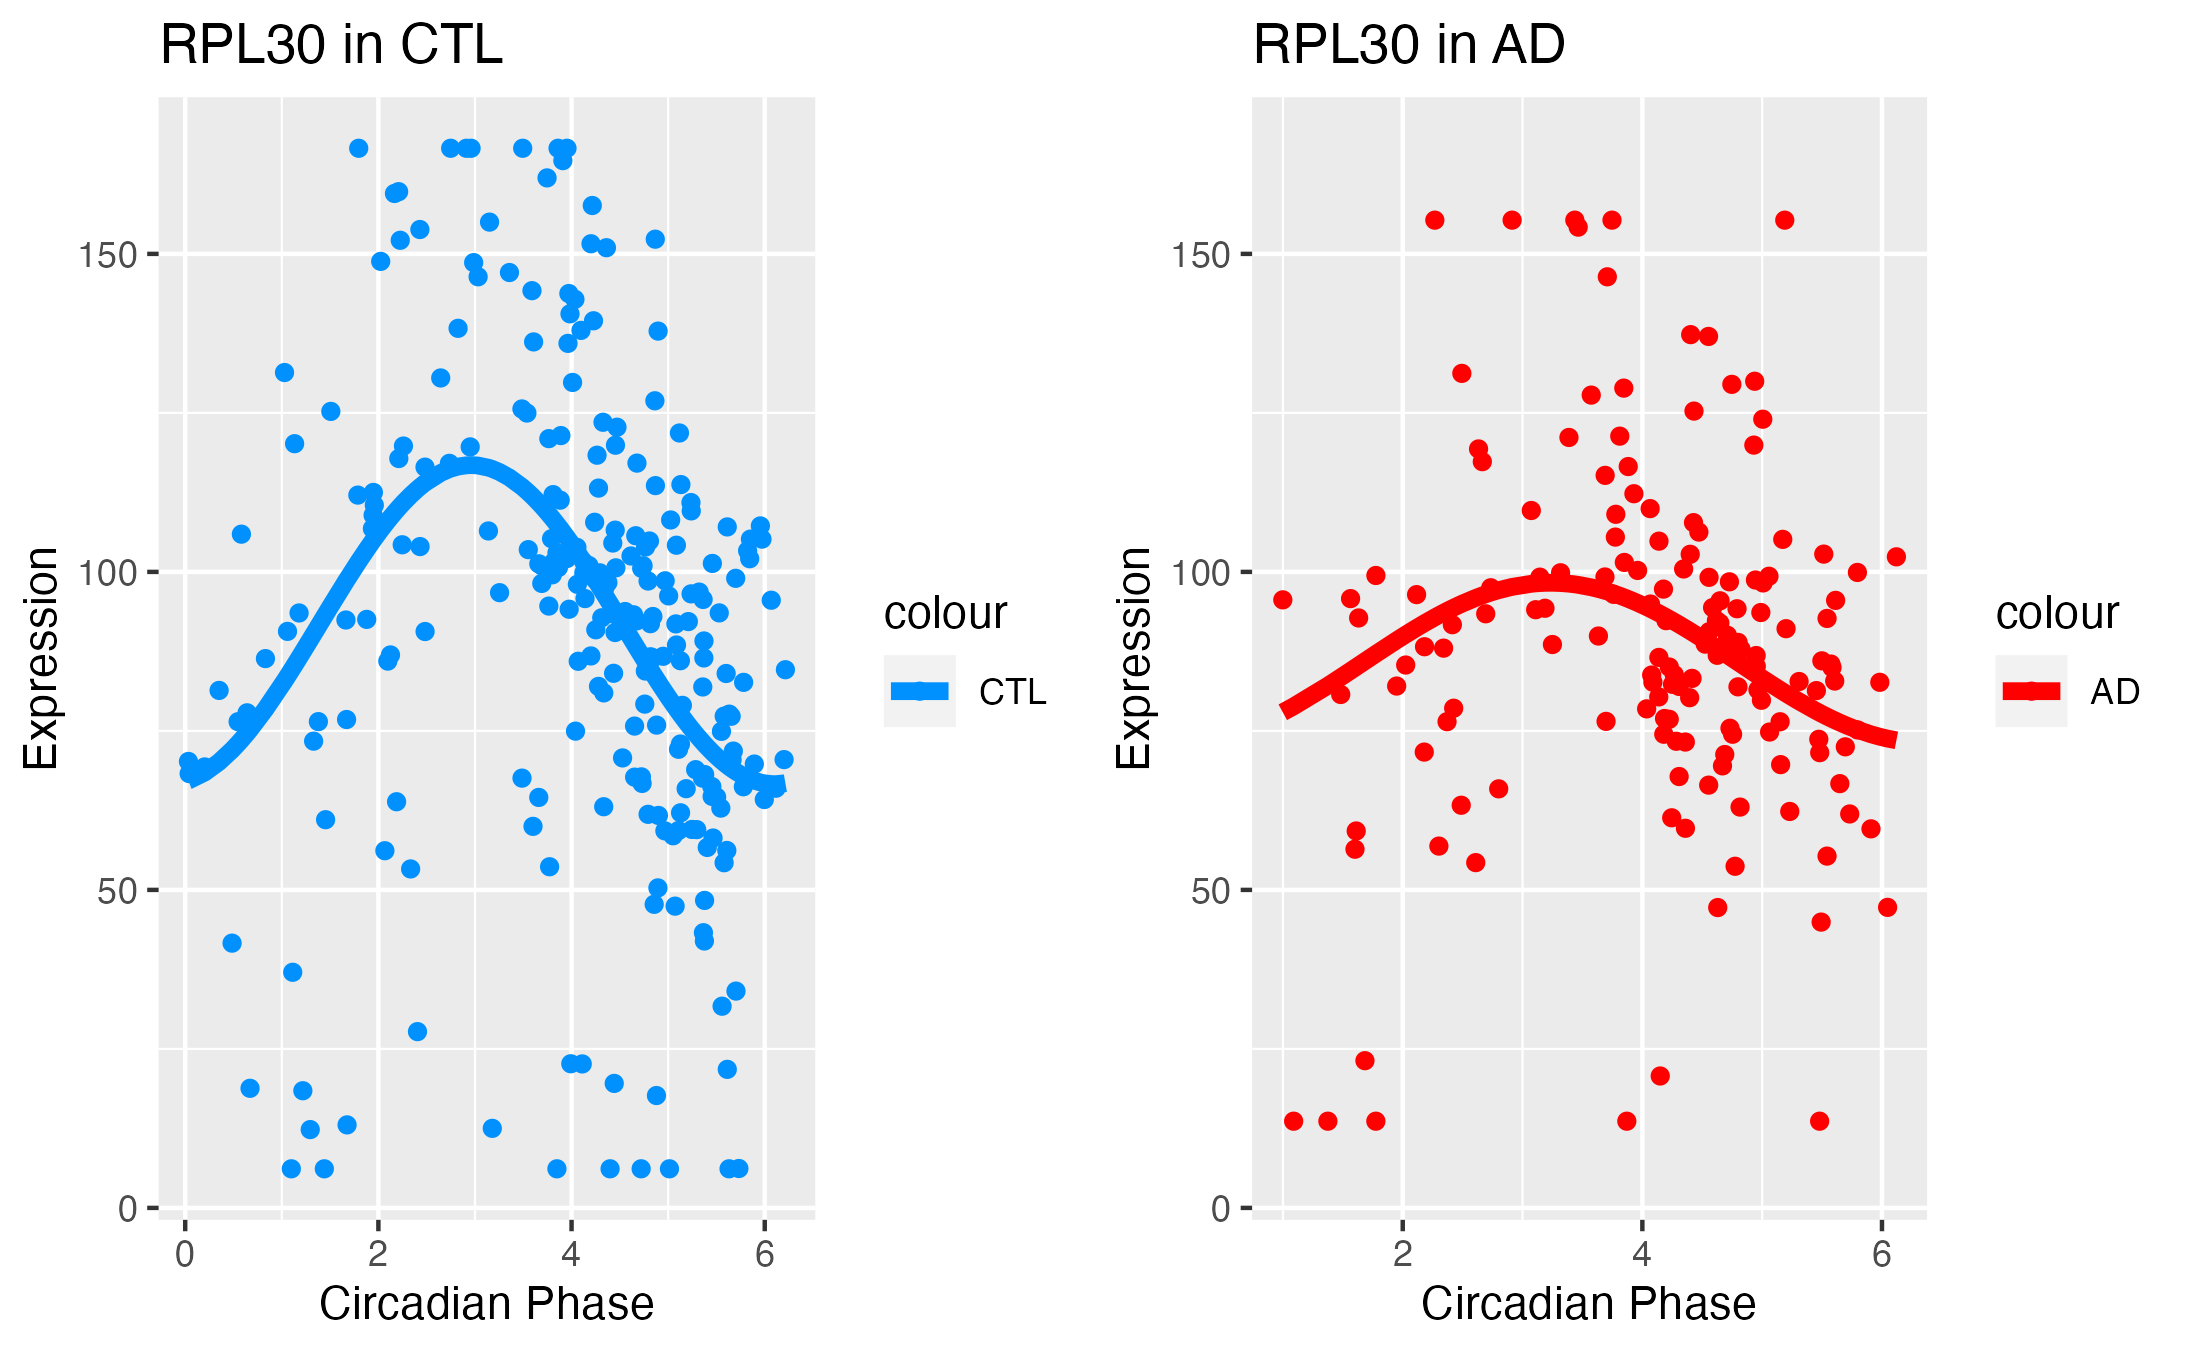 RPL30 in CTL
Expression
150
100
50
0
0 2 4 6
Circadian Phase
colour
CTL
RPL30 in AD
Expression
150
100
50
0
2 4 6
Circadian Phase
colour
AD